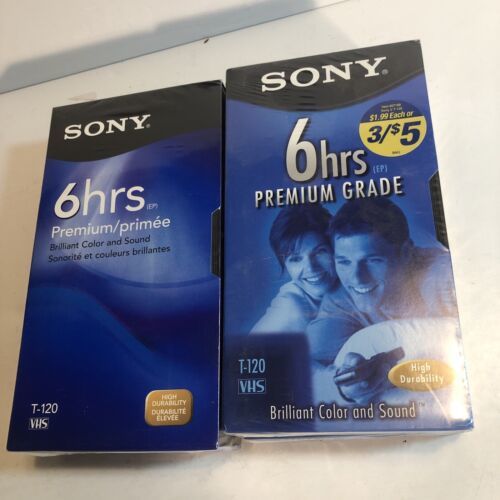 SONY®
6hrs (EP)
Premium/primée
Brilliant Color and Sound
Sonorité et couleurs brillantes
HIGH
DURABILITY
DURABILITÉ
ÉLEVÉE
T-120
VHS
SONY®
$1.99 Each or
3/$5
6hrs (EP)
PREMIUM GRADE
T-120
VHS
High
Durability
Brilliant Color and Sound™